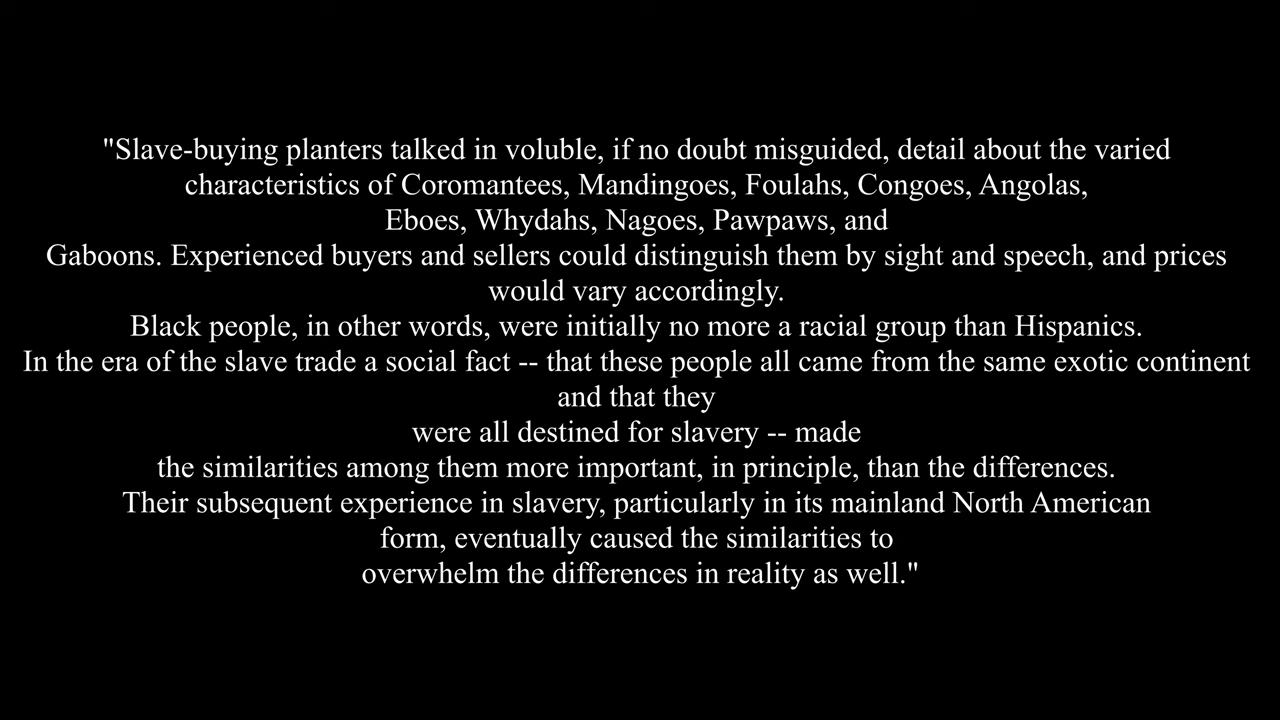 "Slave-buying planters talked in voluble, if no doubt misguided, detail about the varied
characteristics of Coromantees, Mandingoes, Foulahs, Congoes, Angolas,
Eboes, Whydahs, Nagoes, Pawpaws, and
Gaboons. Experienced buyers and sellers could distinguish them by sight and speech, and prices
would vary accordingly.
Black people, in other words, were initially no more a racial group than Hispanics.
In the era of the slave trade a social fact -- that these people all came from the same exotic continent
and that they
were all destined for slavery -- made
the similarities among them more important, in principle, than the differences.
Their subsequent experience in slavery, particularly in its mainland North American
form, eventually caused the similarities to
overwhelm the differences in reality as well."